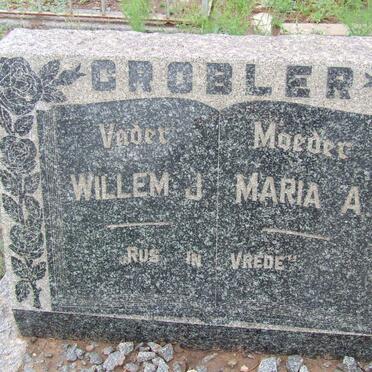 GROBLER
Vader Moeder
WILLEM J MARIA A
„RUS IN VREDE"